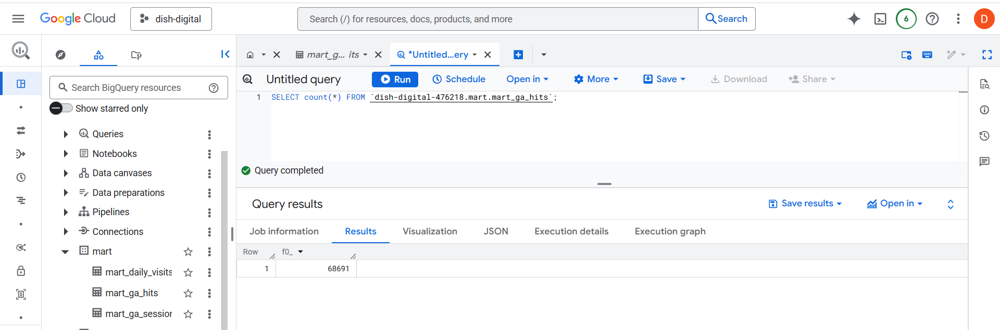 Google Cloud
dish-digital
Search (/) for resources, docs, products, and more
Search
6
D
mart_g... its
*Untitled...ery
Untitled query
Run
Schedule
Open in
More
Save
Download
Share
Search BigQuery resources
Show starred only
Queries
Notebooks
Data canvases
Data preparations
Pipelines
Connections
mart
mart_daily_visits
mart_ga_hits
mart_ga_session
1 SELECT count(*) FROM `dish-digital-476218.mart.mart_ga_hits`;
Query completed
Query results
Save results
Open in
Job information Results Visualization JSON Execution details Execution graph
Row f0_
1 68691